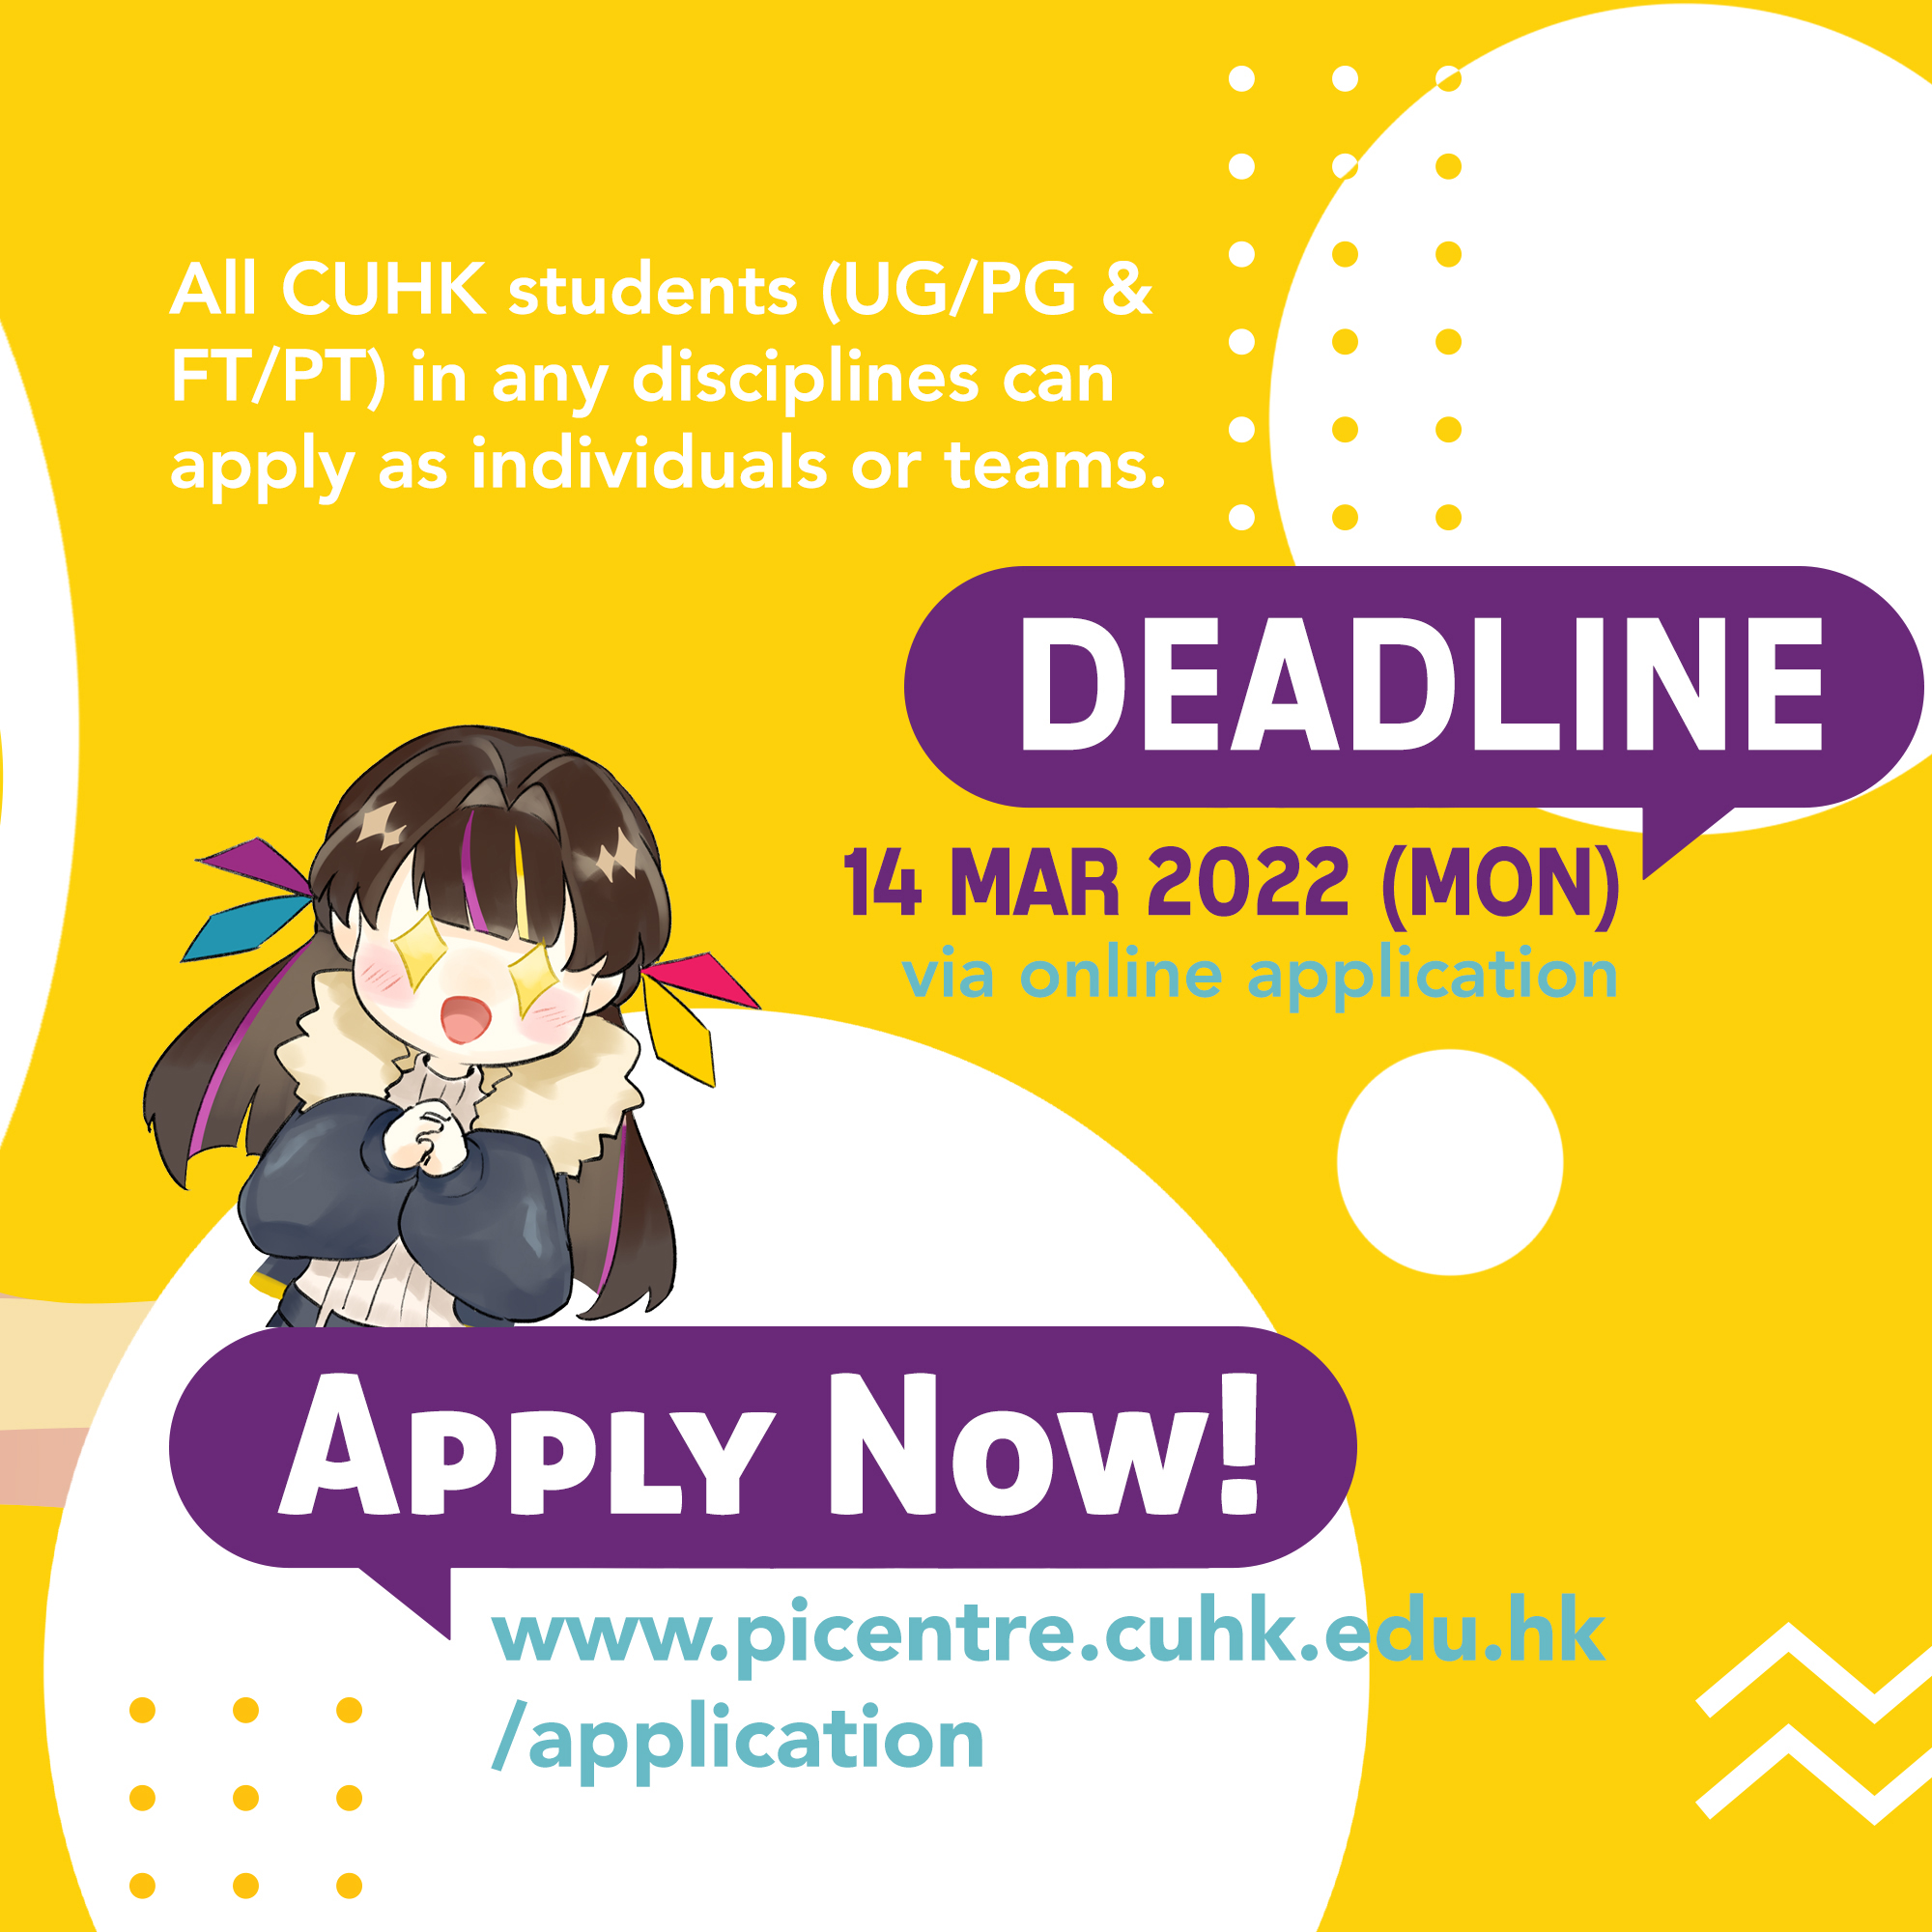 All CUHK students (UG/PG &
FT/PT) in any disciplines can
apply as individuals or teams.
DEADLINE
14 MAR 2022 (MON)
via online application
APPLY NOW!
www.picentre.cuhk.edu.hk
/application